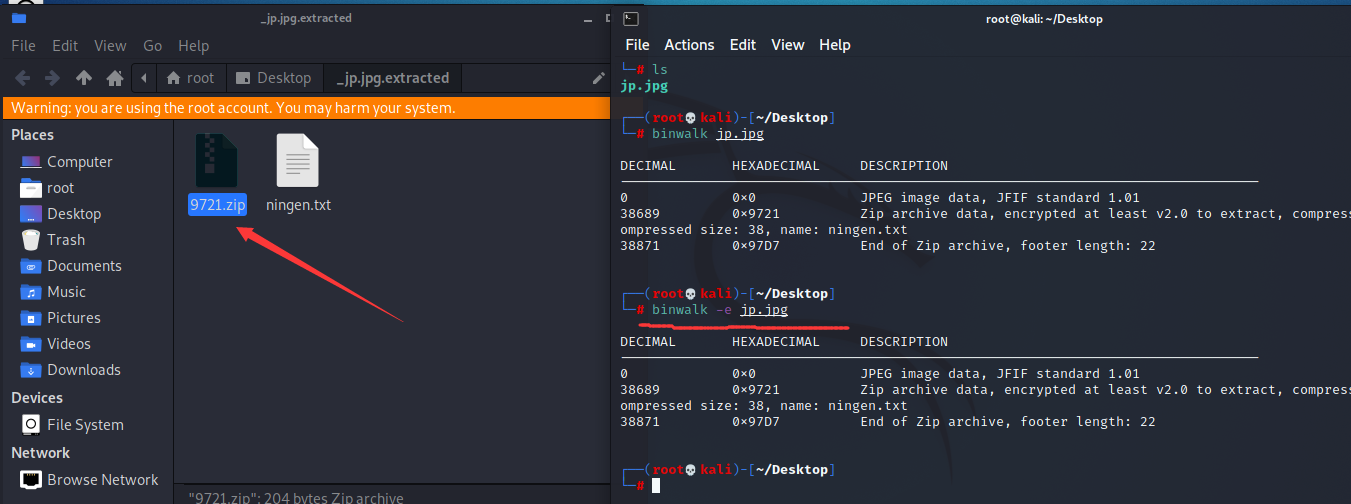 _jp.jpg.extracted
File Edit View Go Help
root Desktop _jp.jpg.extracted
Warning: you are using the root account. You may harm your system.
Places
Computer
root
Desktop
Trash
Documents
Music
Pictures
Videos
Downloads
Devices
File System
Network
Browse Network
9721.zip ningen.txt
"9721.zip": 204 bytes Zip archive
root@kali: ~/Desktop
File Actions Edit View Help
└─# ls
jp.jpg
┌──(root💀kali)-[~/Desktop]
└─# binwalk jp.jpg
DECIMAL HEXADECIMAL DESCRIPTION
0 0×0 JPEG image data, JFIF standard 1.01
38689 0×9721 Zip archive data, encrypted at least v2.0 to extract, compress
ompressed size: 38, name: ningen.txt
38871 0×97D7 End of Zip archive, footer length: 22
┌──(root💀kali)-[~/Desktop]
└─# binwalk -e jp.jpg
DECIMAL HEXADECIMAL DESCRIPTION
0 0×0 JPEG image data, JFIF standard 1.01
38689 0×9721 Zip archive data, encrypted at least v2.0 to extract, compress
ompressed size: 38, name: ningen.txt
38871 0×97D7 End of Zip archive, footer length: 22
┌──(root💀kali)-[~/Desktop]
└─#